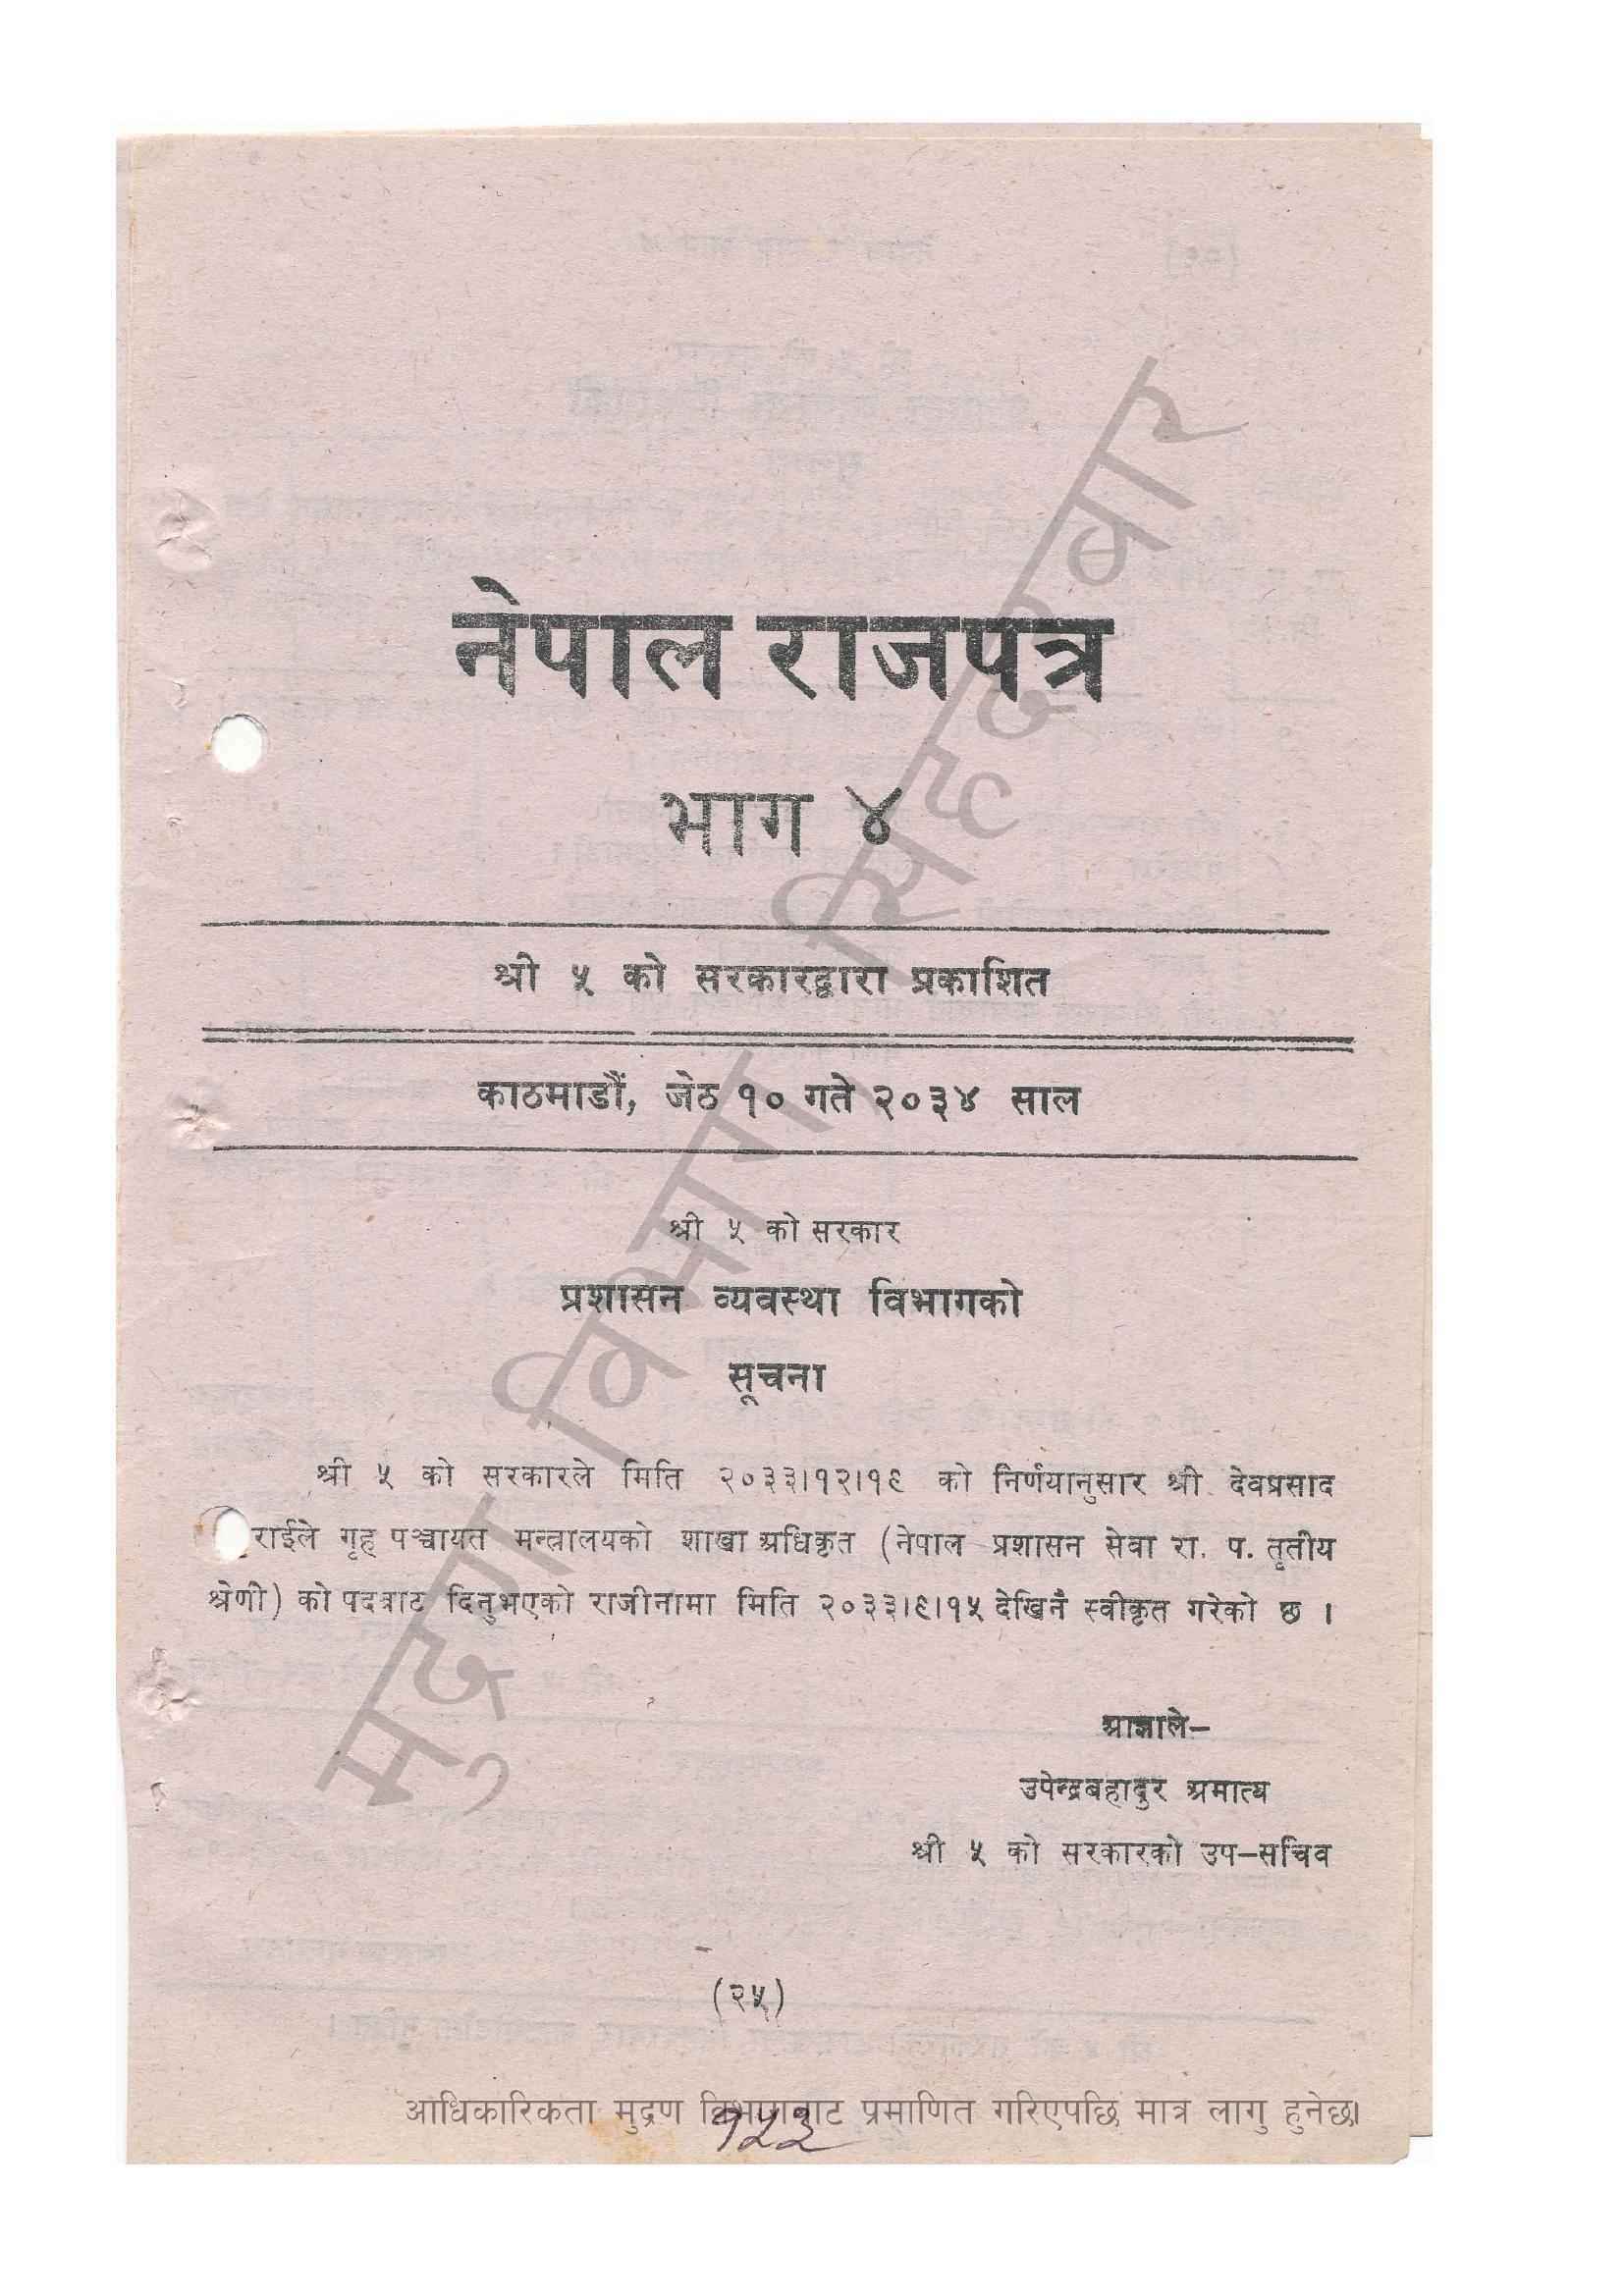 नेपाल राजपत्र
भाग ४
श्री ५ को सरकारद्वारा प्रकाशित
काठमाडौं, जेठ १० गते २०३४ साल
श्री ५ को सरकार
प्रशासन व्यवस्था विभागको
सूचना
श्री ५ को सरकारले मिति २०३३।१२।१९ को निर्णयानुसार श्री देवप्रसाद
राईले गृह पञ्चायत मन्त्रालयको शाखा अधिकृत (नेपाल प्रशासन सेवा रा. प. तृतीय
श्रेणी) को पदबाट दिनुभएको राजीनामा मिति २०३३।९।१५ देखिनै स्वीकृत गरेको छ ।
आज्ञाले–
उपेन्द्रबहादुर अमात्य
श्री ५ को सरकारको उप–सचिव
(२५)
आधिकारिकता मुद्रण विभागबाट प्रमाणित गरिएपछि मात्र लागु हुनेछ।
१५३
मुद्रण विभाग, सिंहदरवार